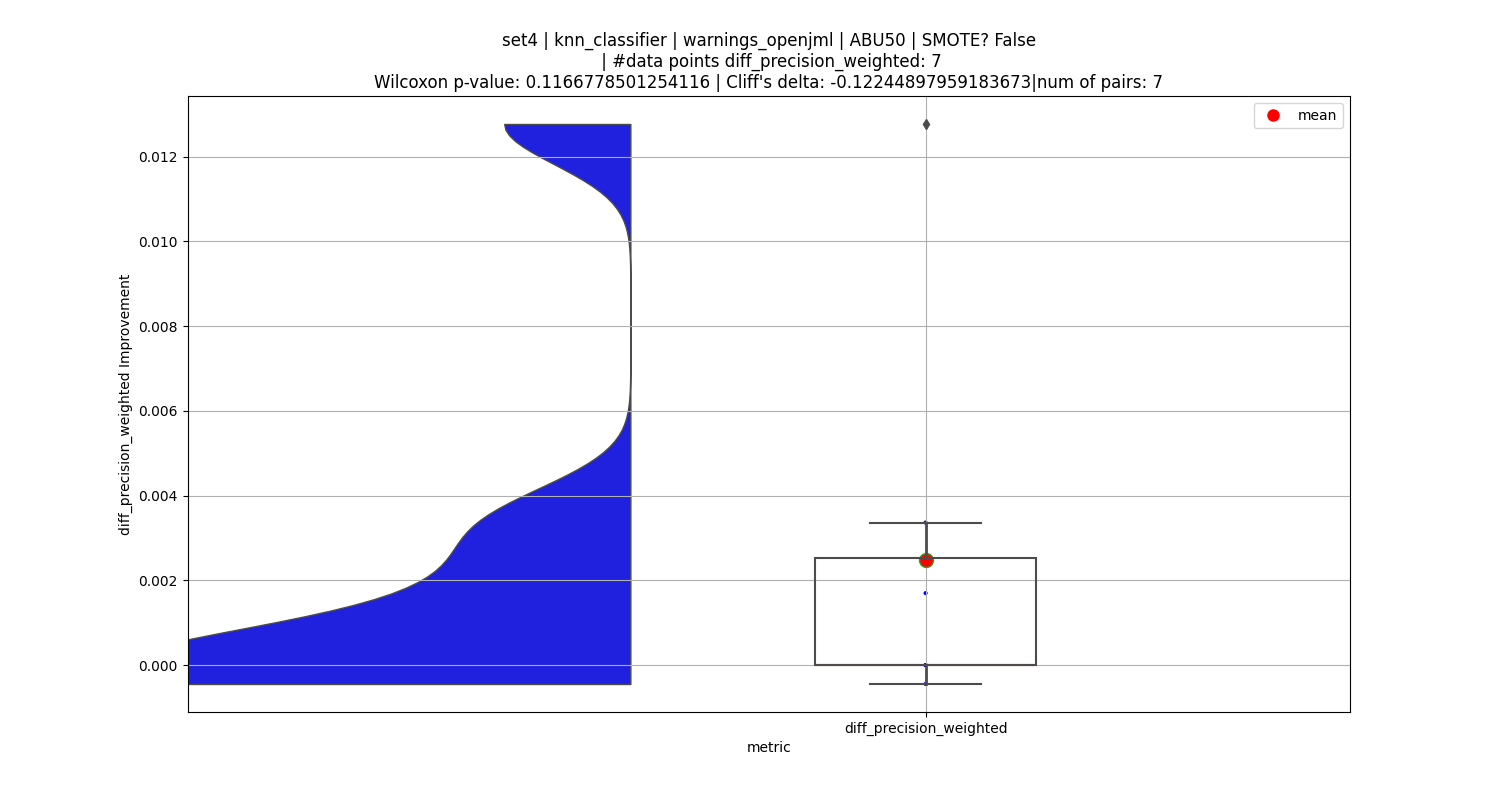 set4 | knn_classifier | warnings_openjml | ABU50 | SMOTE? False
| #data points diff_precision_weighted: 7
Wilcoxon p-value: 0.1166778501254116 | Cliff's delta: -0.12244897959183673|num of pairs: 7
mean
0.012
0.010
0.008
0.006
0.004
0.002
0.000
diff_precision_weighted Improvement
diff_precision_weighted
metric